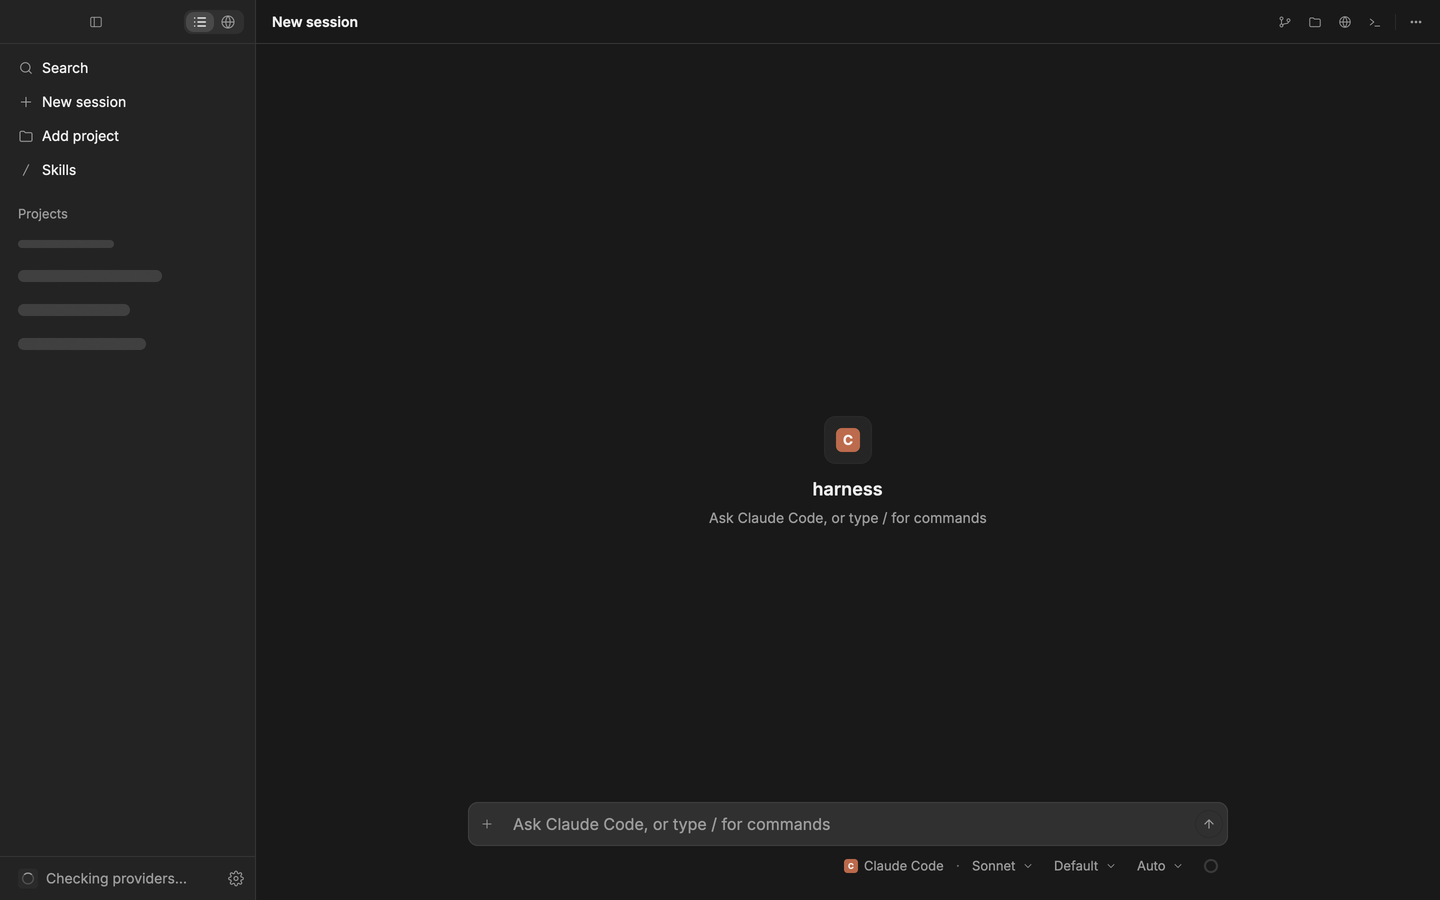 New session
Search
New session
Add project
Skills
Projects
C
harness
Ask Claude Code, or type / for commands
Ask Claude Code, or type / for commands
C Claude Code · Sonnet Default Auto
Checking providers...